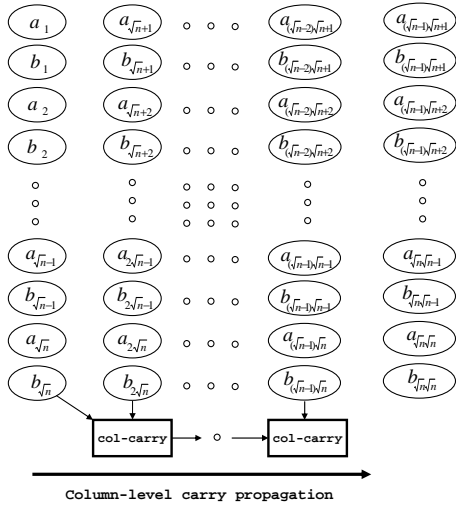 a₁ a√n+1 a(√n−2)√n+1 a(√n−1)√n+1
b₁ b√n+1 b(√n−2)√n+1 b(√n−1)√n+1
a₂ a√n+2 a(√n−2)√n+2 a(√n−1)√n+2
b₂ b√n+2 b(√n−2)√n+2 b(√n−1)√n+2
a√n−1 a2√n−1 a(√n−1)√n−1 a√n√n−1
b√n−1 b2√n−1 b(√n−1)√n−1 b√n√n−1
a√n a2√n a(√n−1)√n a√n√n
b√n b2√n b(√n−1)√n b√n√n
col-carry col-carry
Column-level carry propagation